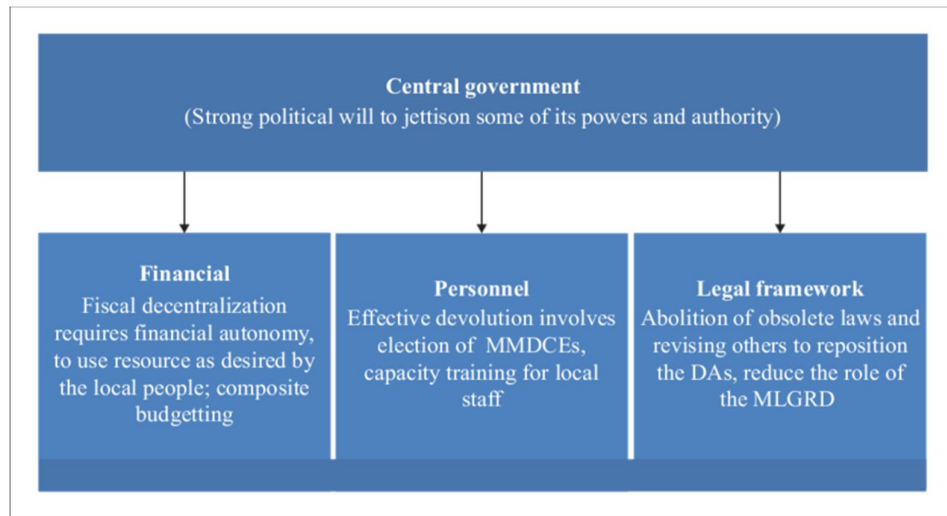 Central government
(Strong political will to jettison some of its powers and authority)
Financial
Fiscal decentralization
requires financial autonomy,
to use resource as desired by
the local people; composite
budgetting
Personnel
Effective devolution involves
election of MMDCEs,
capacity training for local
staff
Legal framework
Abolition of obsolete laws and
revising others to reposition
the DAs, reduce the role of
the MLGRD